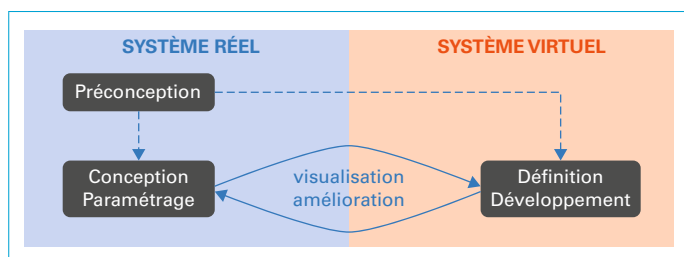 SYSTÈME RÉEL
SYSTÈME VIRTUEL
Préconception
Conception
Paramétrage
visualisation
amélioration
Définition
Développement